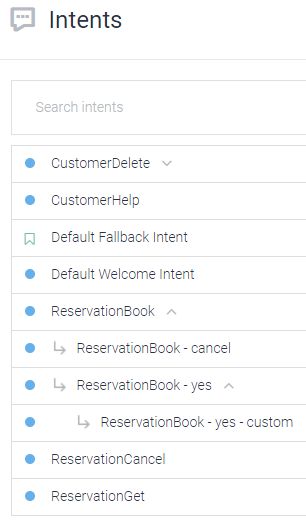 Intents
Search intents
CustomerDelete
CustomerHelp
Default Fallback Intent
Default Welcome Intent
ReservationBook
ReservationBook - cancel
ReservationBook - yes
ReservationBook - yes - custom
ReservationCancel
ReservationGet